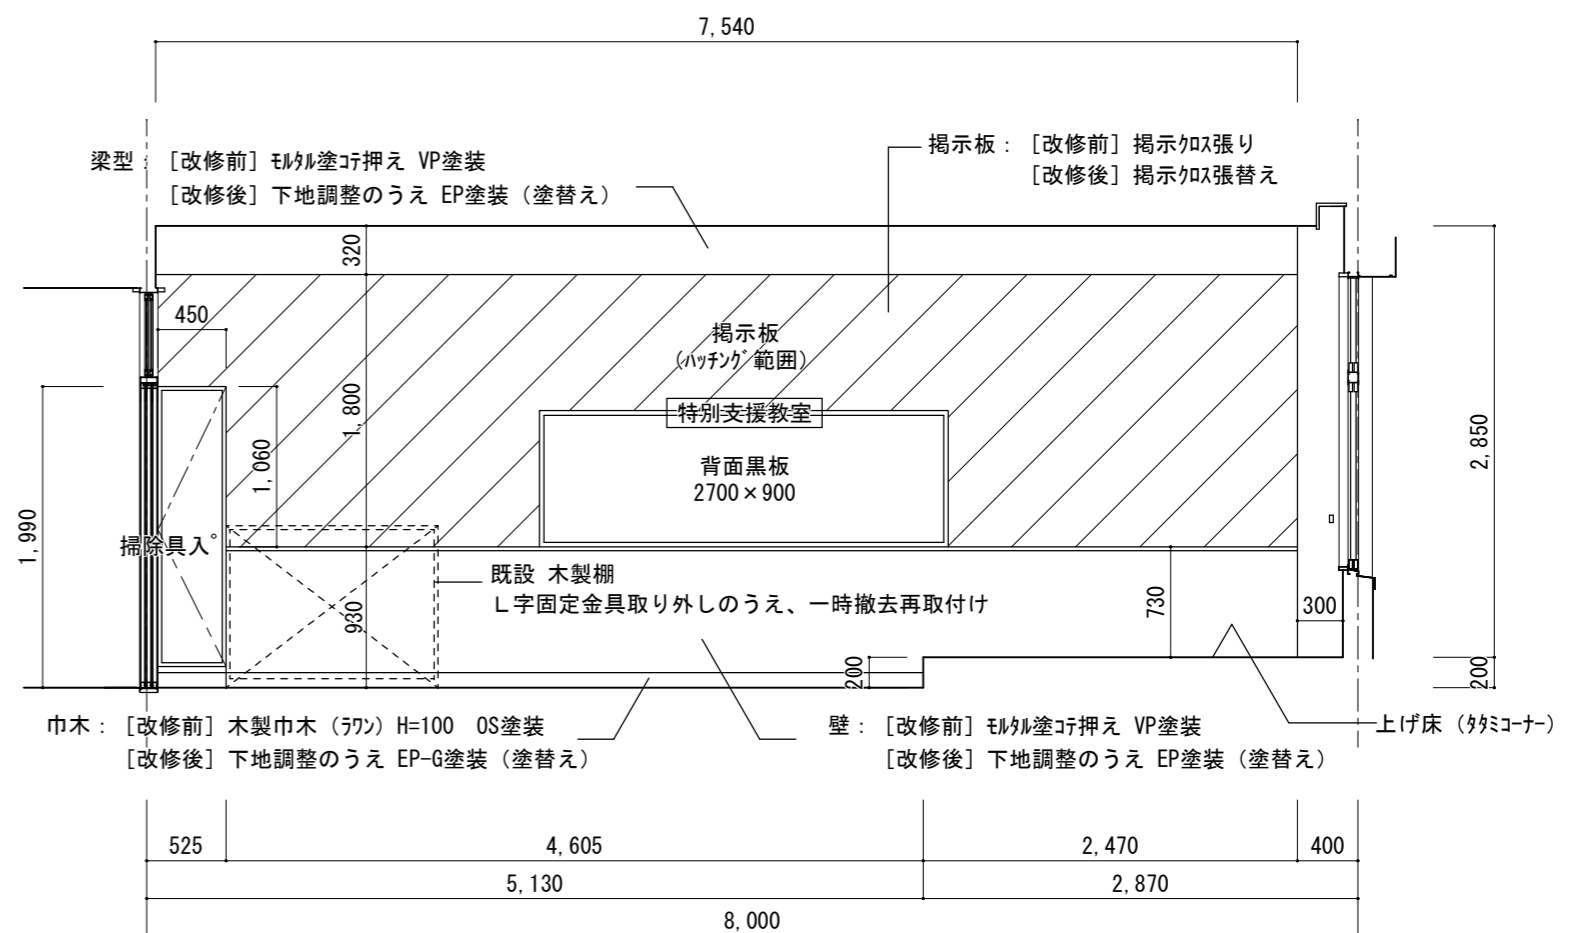 7,540
梁型： ［改修前］ ﾓﾙﾀﾙ塗ｺﾃ押え VP塗装
［改修後］ 下地調整のうえ EP塗装（塗替え）
掲示板： ［改修前］ 掲示ｸﾛｽ張り
［改修後］ 掲示ｸﾛｽ張替え
320
450
掲示板
(ﾊｯﾁﾝｸﾞ範囲)
1,800
特別支援教室
1,060
背面黒板
2700×900
2,850
1,990
掃除具入
既設 木製棚
Ｌ字固定金具取り外しのうえ、一時撤去再取付け
930
730
300
200
200
巾木： ［改修前］ 木製巾木（ﾗﾜﾝ）H=100 OS塗装
［改修後］ 下地調整のうえ EP-G塗装（塗替え）
壁： ［改修前］ ﾓﾙﾀﾙ塗ｺﾃ押え VP塗装
［改修後］ 下地調整のうえ EP塗装（塗替え）
上げ床（ﾀﾀﾐｺｰﾅｰ）
525
4,605
2,470
400
5,130
2,870
8,000